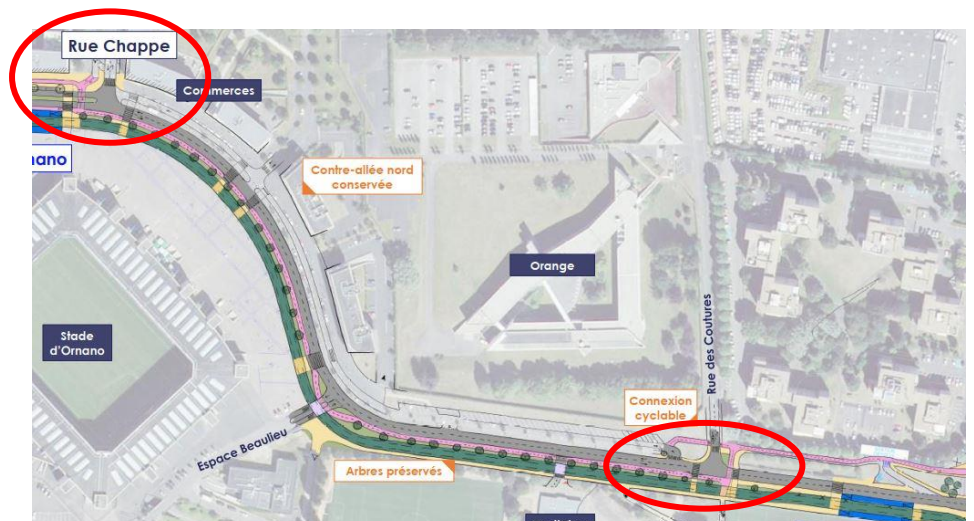 Rue Chappe
Commerces
nano
Contre-allée nord
conservée
Orange
Stade
d'Ornano
Rue des Coutures
Connexion
cyclable
Espace Beaulieu
Arbres préservés